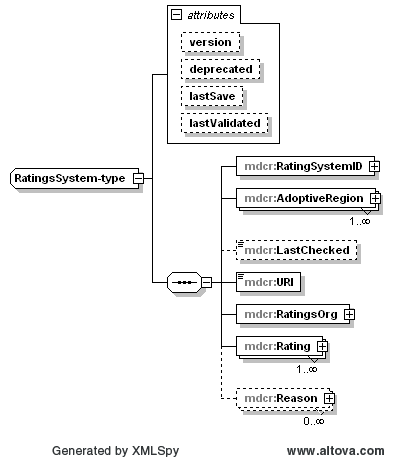 attributes
version
deprecated
lastSave
lastValidated
RatingsSystem-type
mdcr:RatingSystemID
mdcr:AdoptiveRegion
1..∞
mdcr:LastChecked
mdcr:URI
mdcr:RatingsOrg
mdcr:Rating
1..∞
mdcr:Reason
0..∞
Generated by XMLSpy
www.altova.com